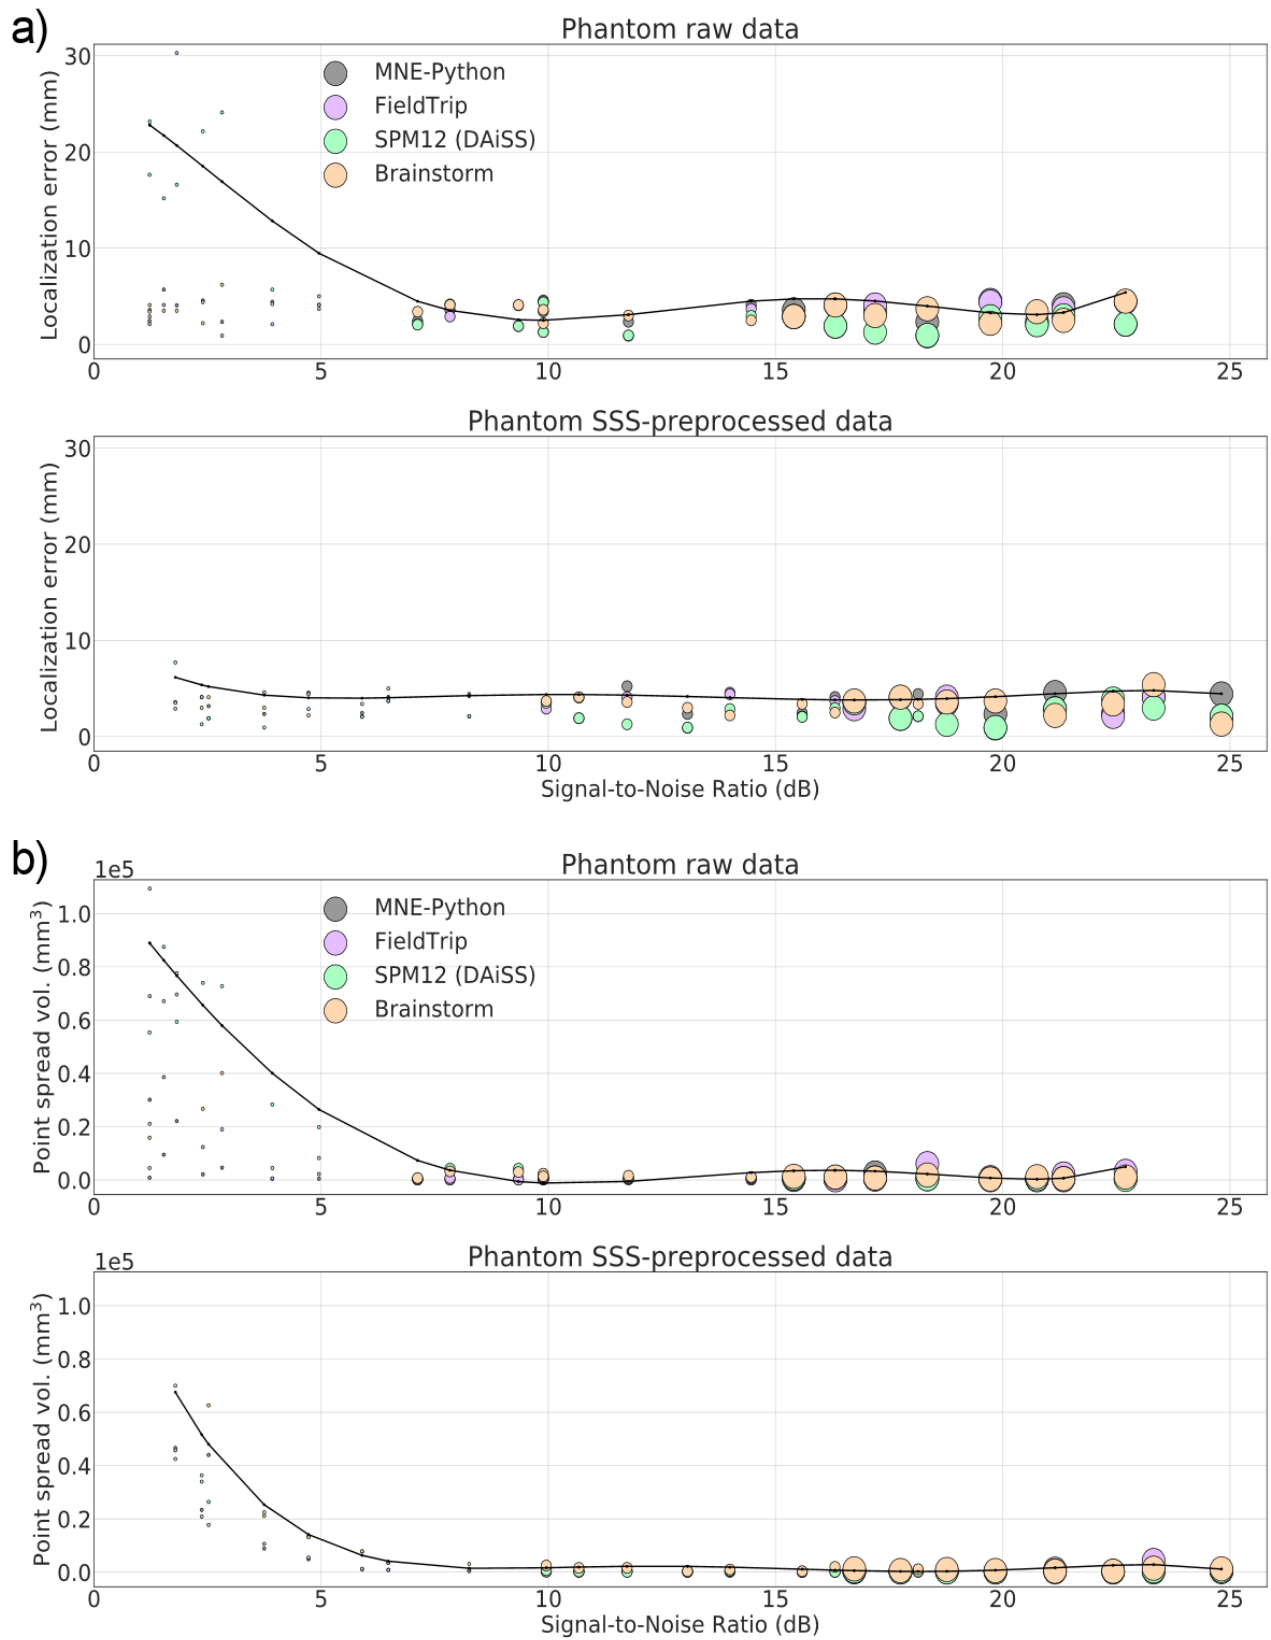 a)
Phantom raw data
Localization error (mm)
30
20
10
0
MNE-Python
FieldTrip
SPM12 (DAiSS)
Brainstorm
0 5 10 15 20 25
Phantom SSS-preprocessed data
Localization error (mm)
30
20
10
0
0 5 10 15 20 25
Signal-to-Noise Ratio (dB)
b)
Phantom raw data
1e5
Point spread vol. (mm³)
1.0
0.8
0.6
0.4
0.2
0.0
MNE-Python
FieldTrip
SPM12 (DAiSS)
Brainstorm
0 5 10 15 20 25
Phantom SSS-preprocessed data
1e5
Point spread vol. (mm³)
1.0
0.8
0.6
0.4
0.2
0.0
0 5 10 15 20 25
Signal-to-Noise Ratio (dB)